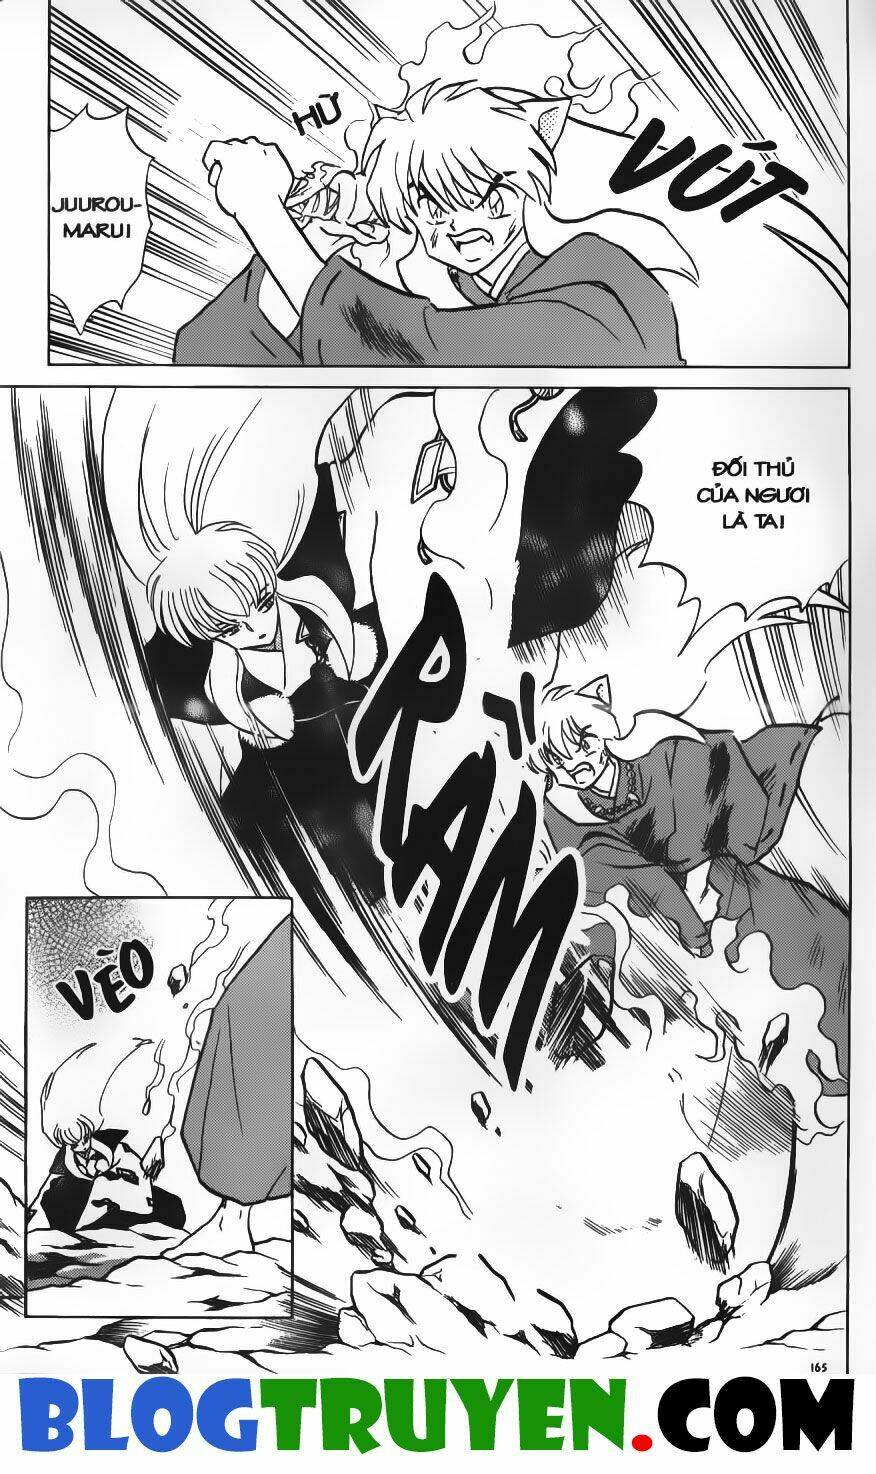 HỪ
VÚT
JUUROU-
MARU!
ĐỐI THỦ
CỦA NGƯƠI
LÀ TA!
RẦM
VÈO
165
BLOGTRUYEN.COM